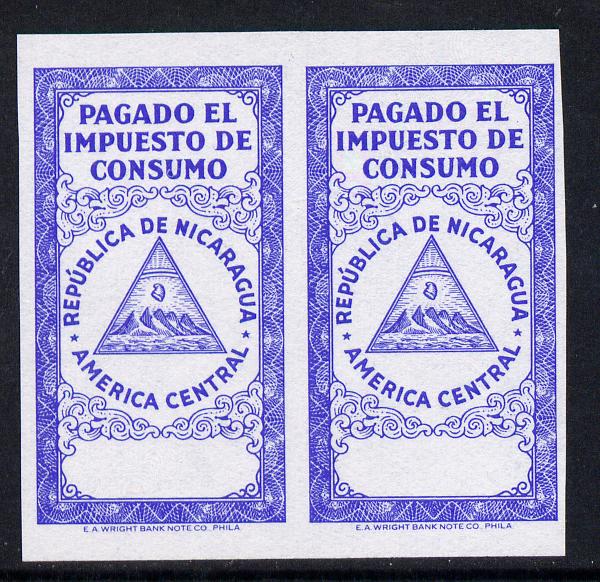 PAGADO EL
IMPUESTO DE
CONSUMO
REPÚBLICA DE NICARAGUA
★ AMERICA CENTRAL ★
E.A. WRIGHT BANK NOTE CO. PHILA.
PAGADO EL
IMPUESTO DE
CONSUMO
REPÚBLICA DE NICARAGUA
★ AMERICA CENTRAL ★
E.A. WRIGHT BANK NOTE CO. PHILA.